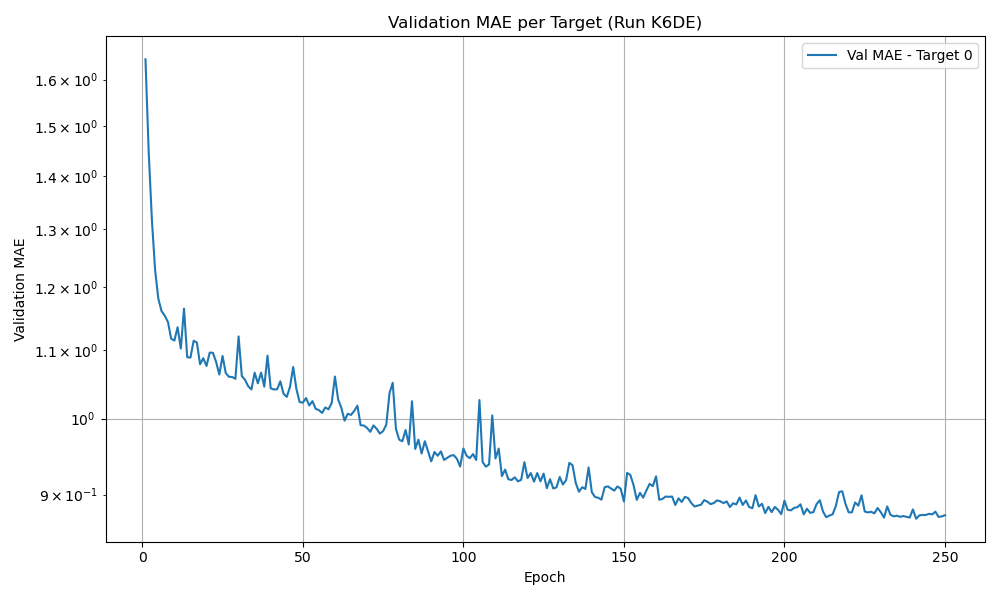 Validation MAE per Target (Run K6DE)
Val MAE - Target 0
1.6 × 10⁰
1.5 × 10⁰
1.4 × 10⁰
1.3 × 10⁰
1.2 × 10⁰
1.1 × 10⁰
10⁰
9 × 10⁻¹
Validation MAE
0 50 100 150 200 250
Epoch